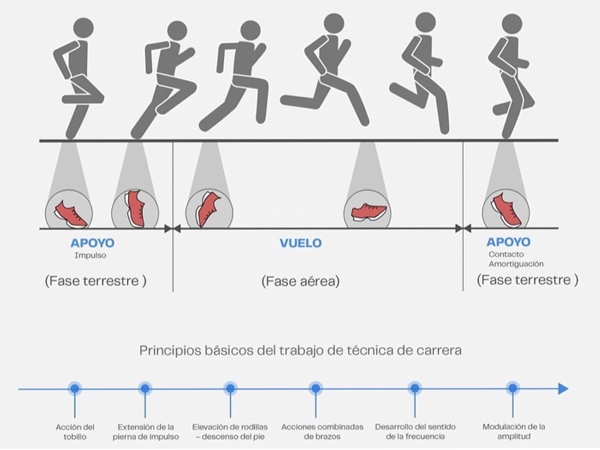 APOYO
Impulso
(Fase terrestre )
VUELO
(Fase aérea)
APOYO
Contacto
Amortiguación
(Fase terrestre )
Principios básicos del trabajo de técnica de carrera
Acción del
tobillo
Extensión de la
pierna de impulso
Elevación de rodillas
– descenso del pie
Acciones combinadas
de brazos
Desarrollo del sentido
de la frecuencia
Modulación de la
amplitud